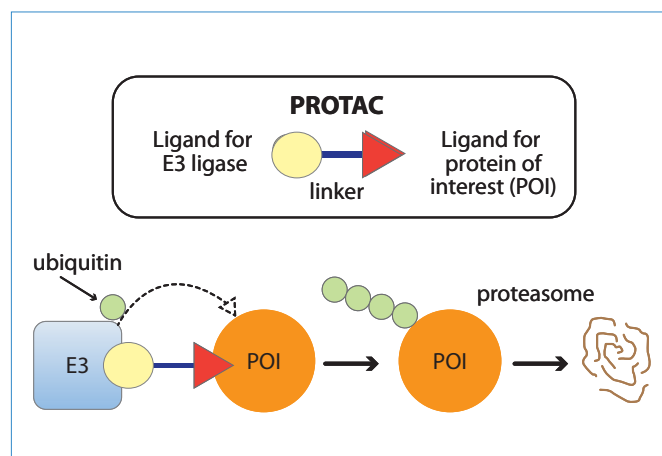 PROTAC
Ligand for
E3 ligase
linker
Ligand for
protein of
interest (POI)
ubiquitin
E3
POI
POI
proteasome